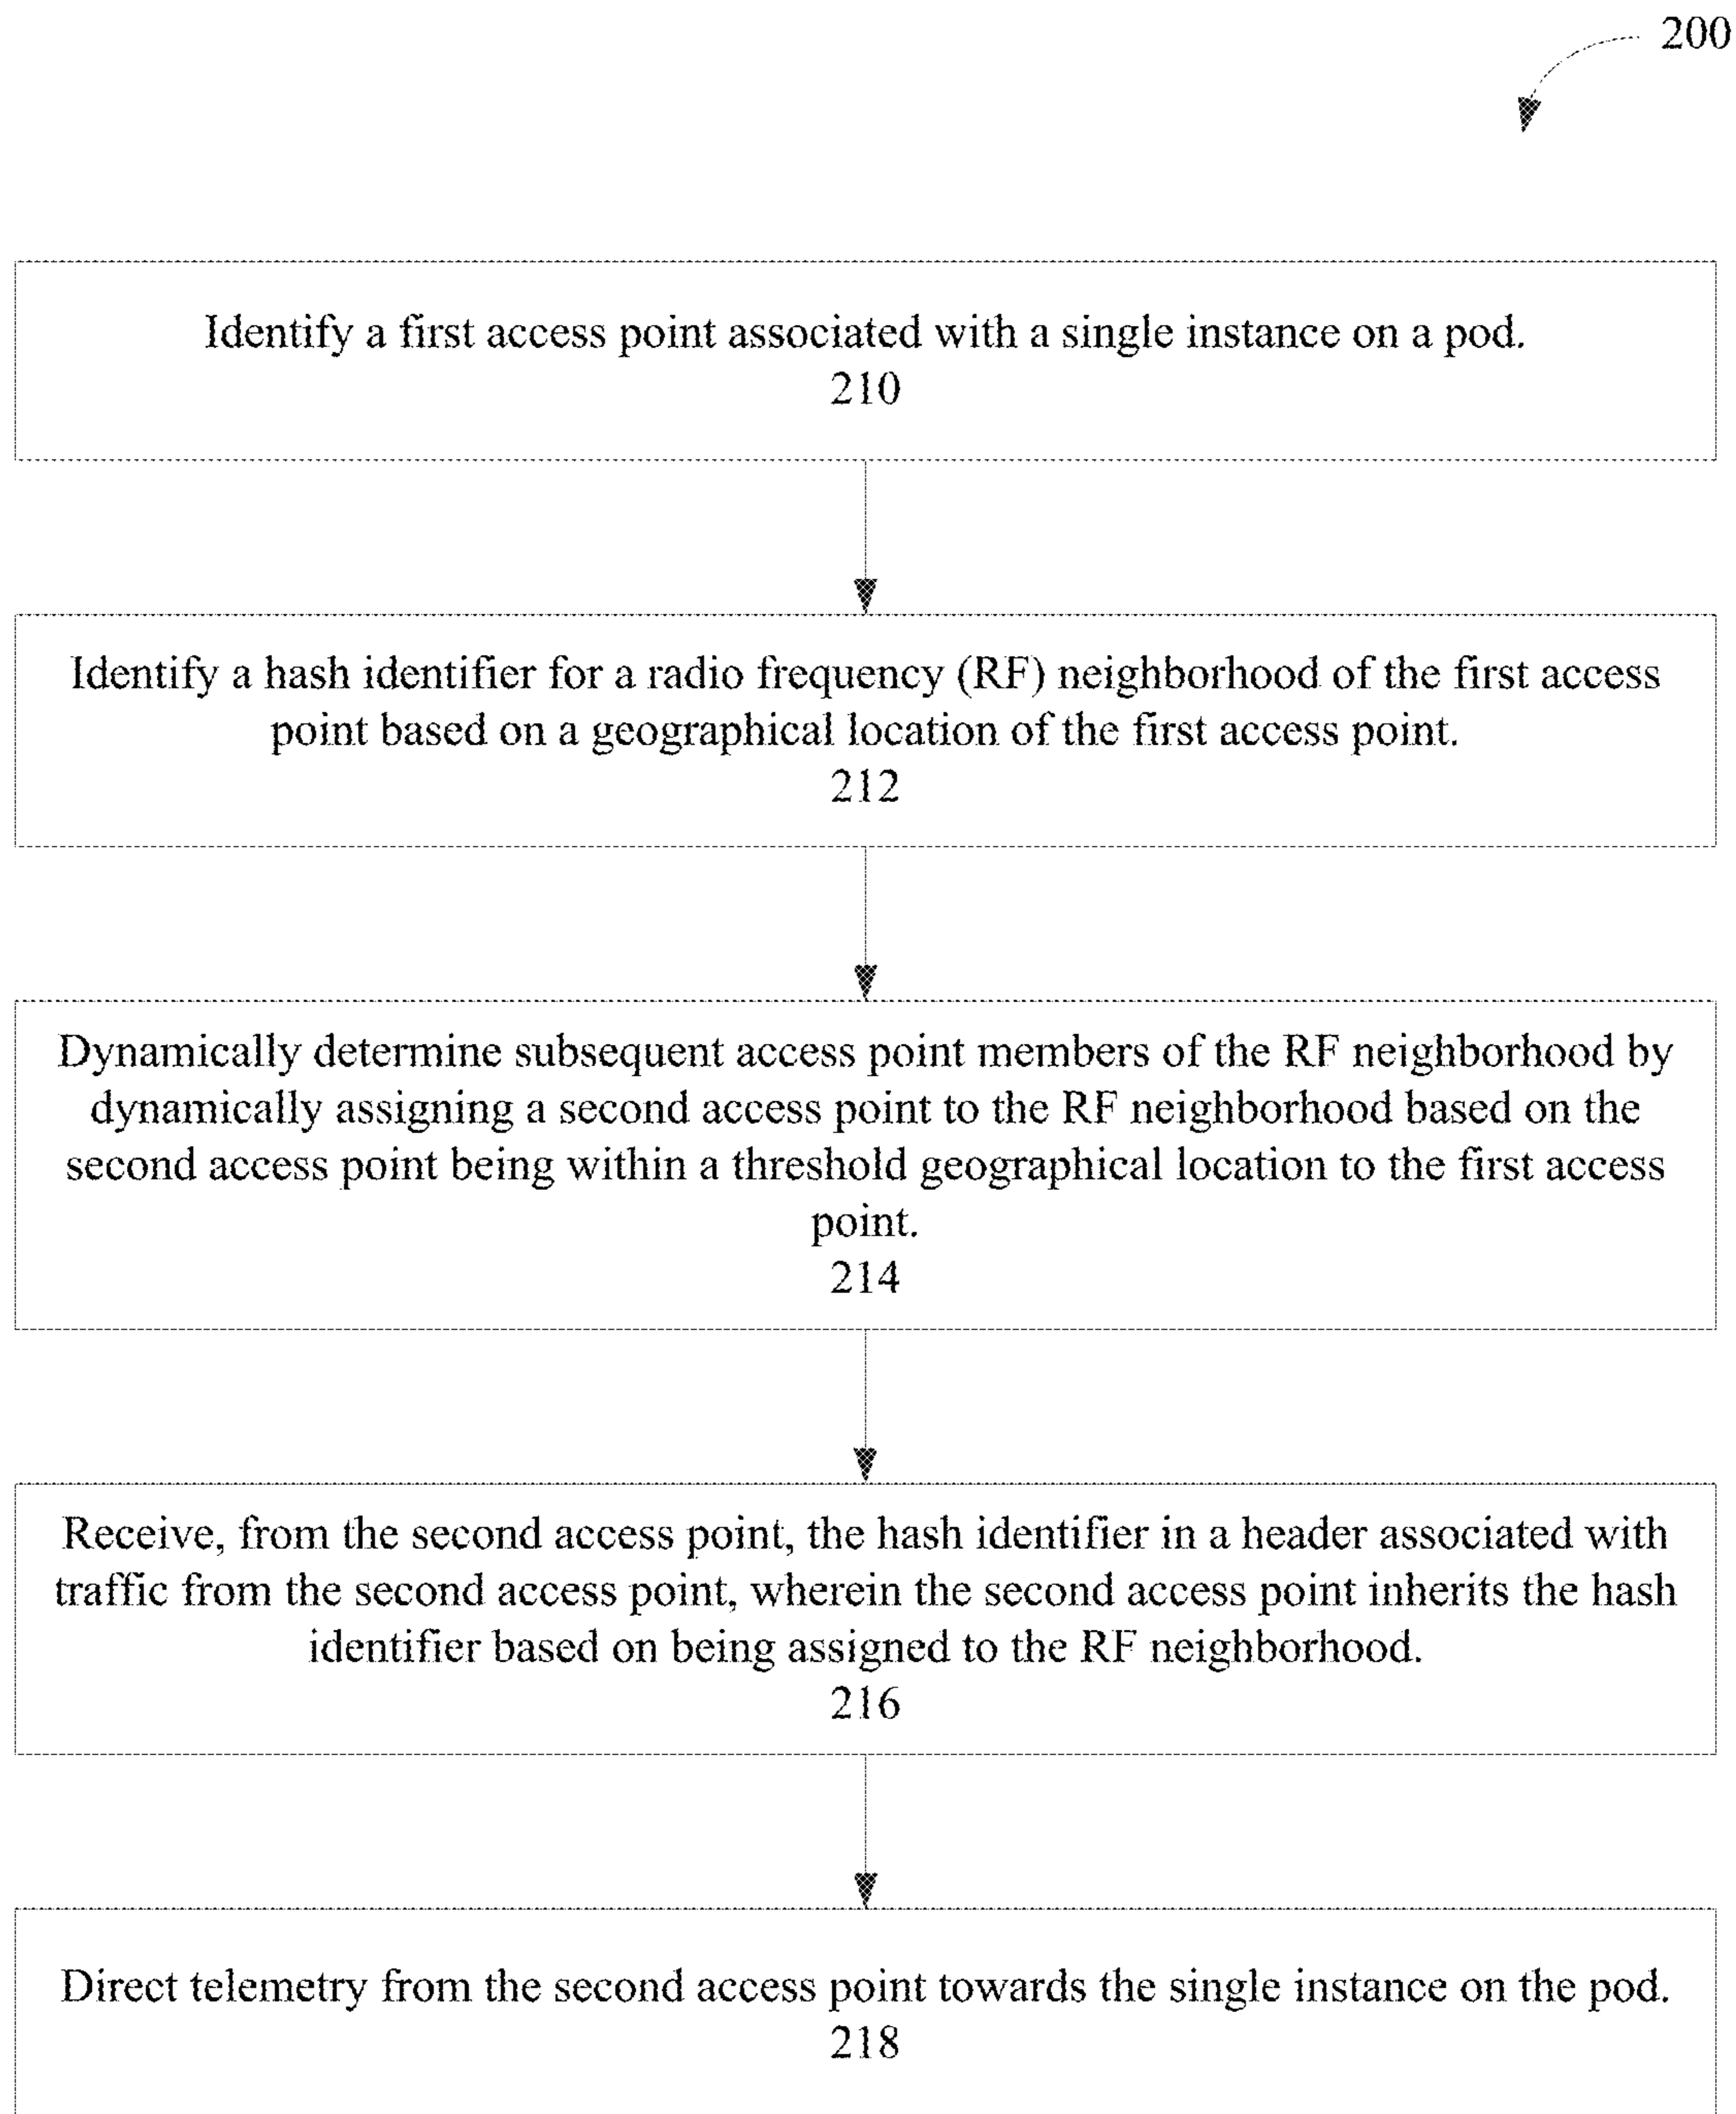 200
Identify a first access point associated with a single instance on a pod.
210
Identify a hash identifier for a radio frequency (RF) neighborhood of the first access
point based on a geographical location of the first access point.
212
Dynamically determine subsequent access point members of the RF neighborhood by
dynamically assigning a second access point to the RF neighborhood based on the
second access point being within a threshold geographical location to the first access
point.
214
Receive, from the second access point, the hash identifier in a header associated with
traffic from the second access point, wherein the second access point inherits the hash
identifier based on being assigned to the RF neighborhood.
216
Direct telemetry from the second access point towards the single instance on the pod.
218